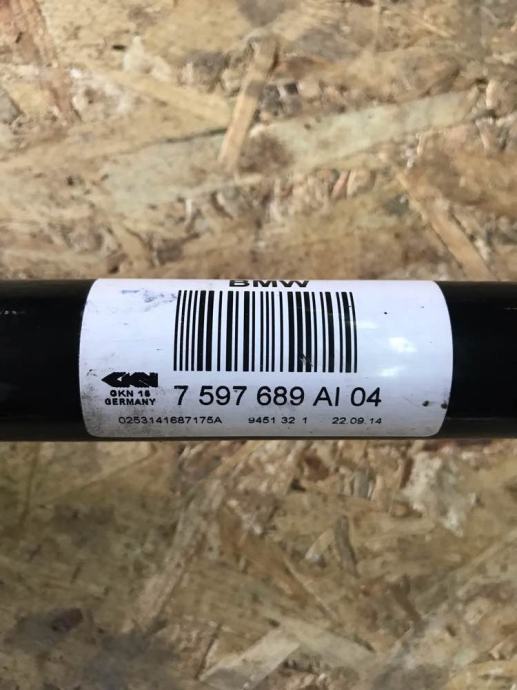 BMW
GKN
GKN 16
GERMANY
7 597 689 AI 04
0253141687175A 9451 32 1 22.09.14